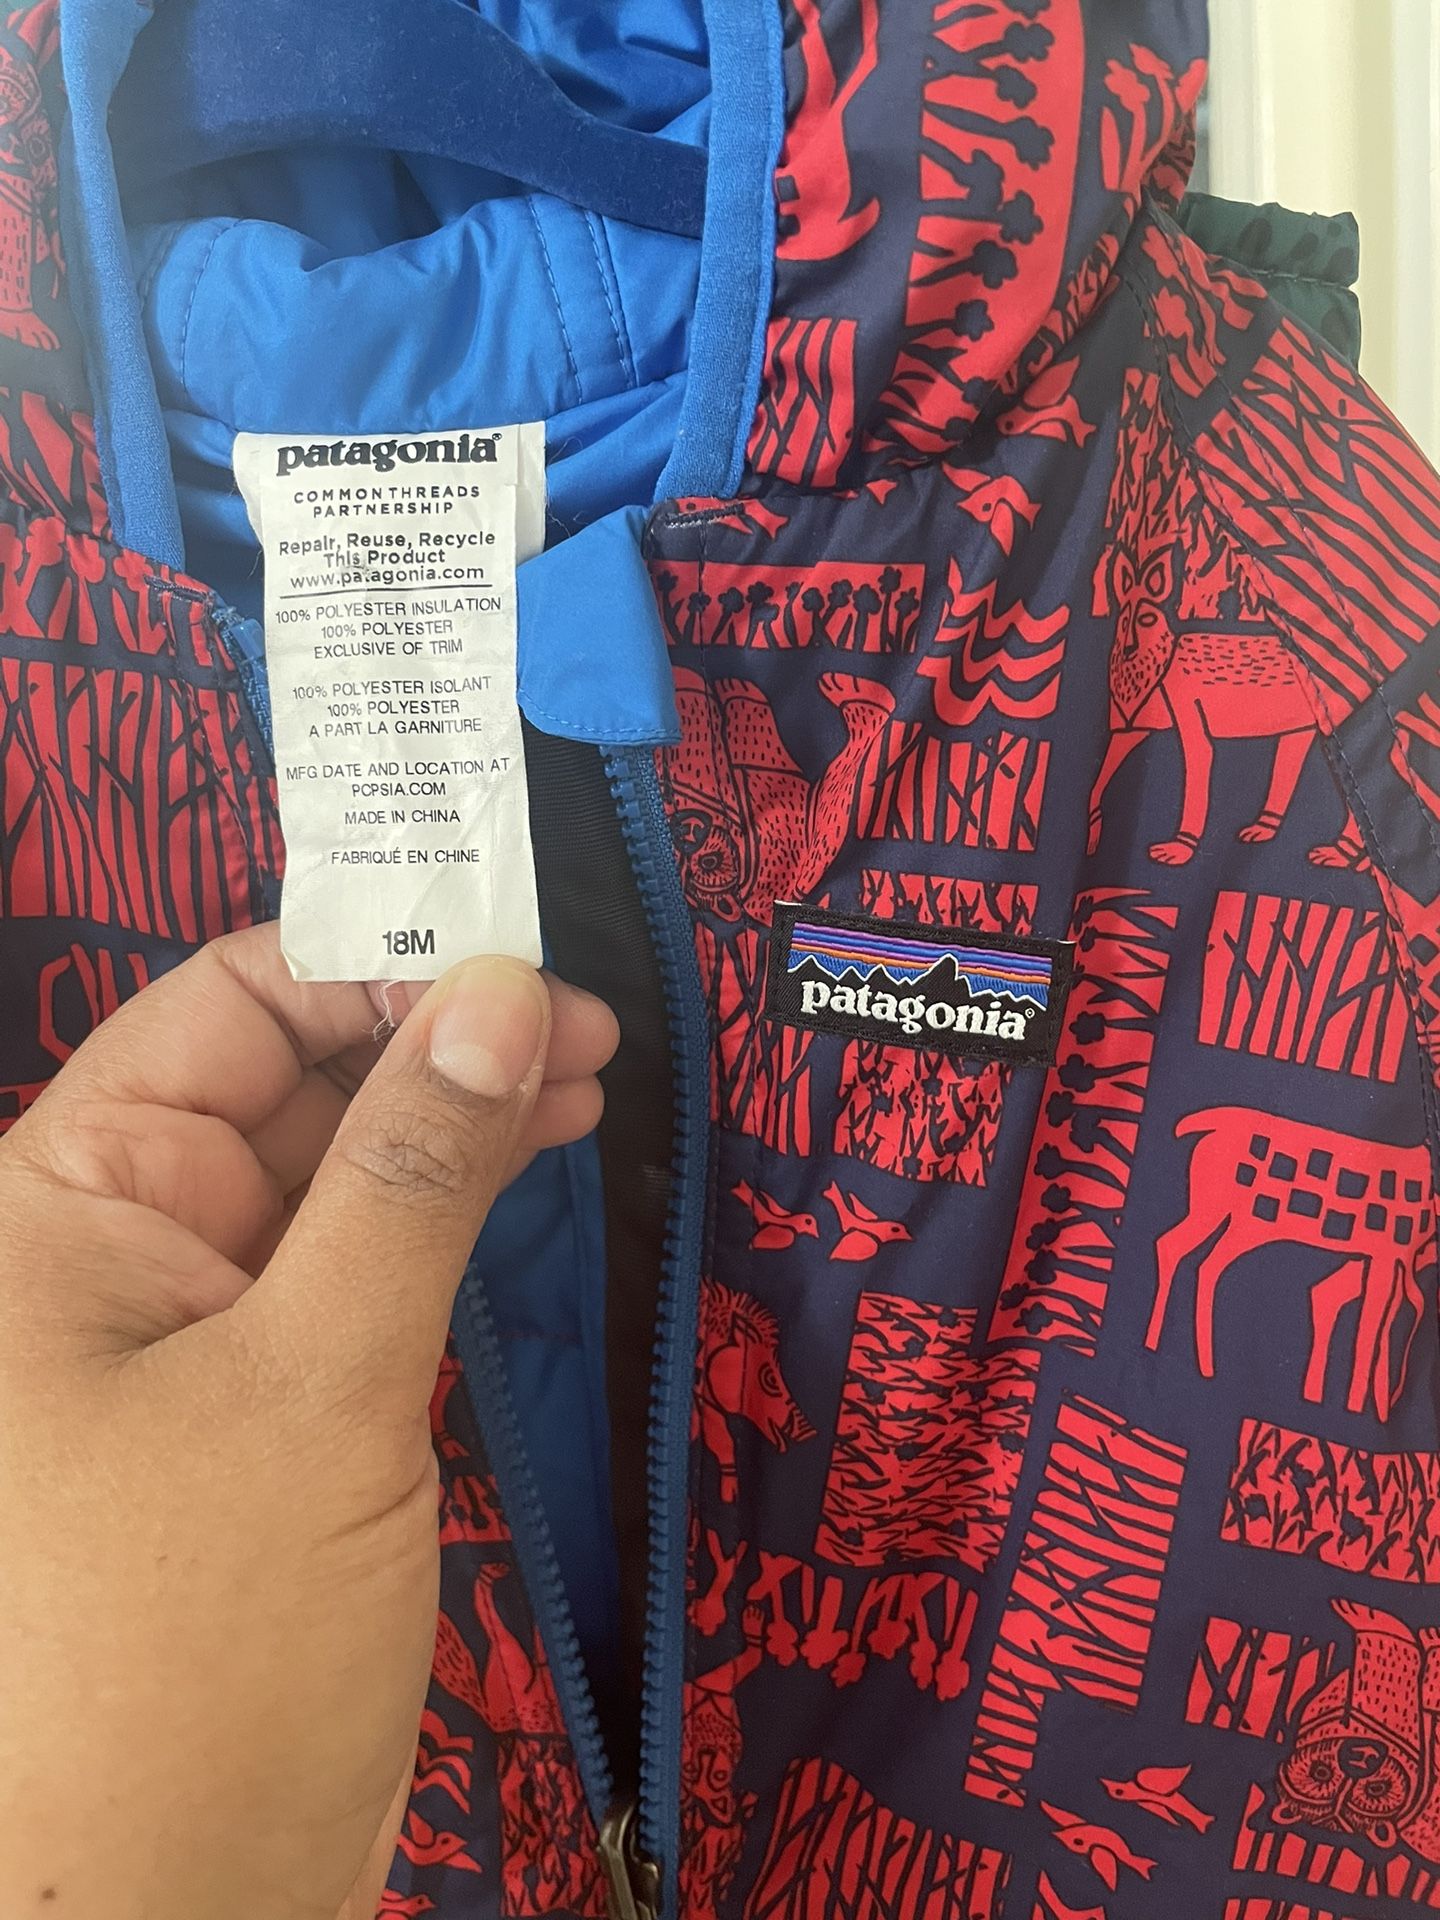 patagonia®
COMMON THREADS
PARTNERSHIP
Repair, Reuse, Recycle
This Product
www.patagonia.com
100% POLYESTER INSULATION
100% POLYESTER
EXCLUSIVE OF TRIM
100% POLYESTER ISOLANT
100% POLYESTER
A PART LA GARNITURE
MFG DATE AND LOCATION AT
PCPSIA.COM
MADE IN CHINA
FABRIQUÉ EN CHINE
18M
patagonia®